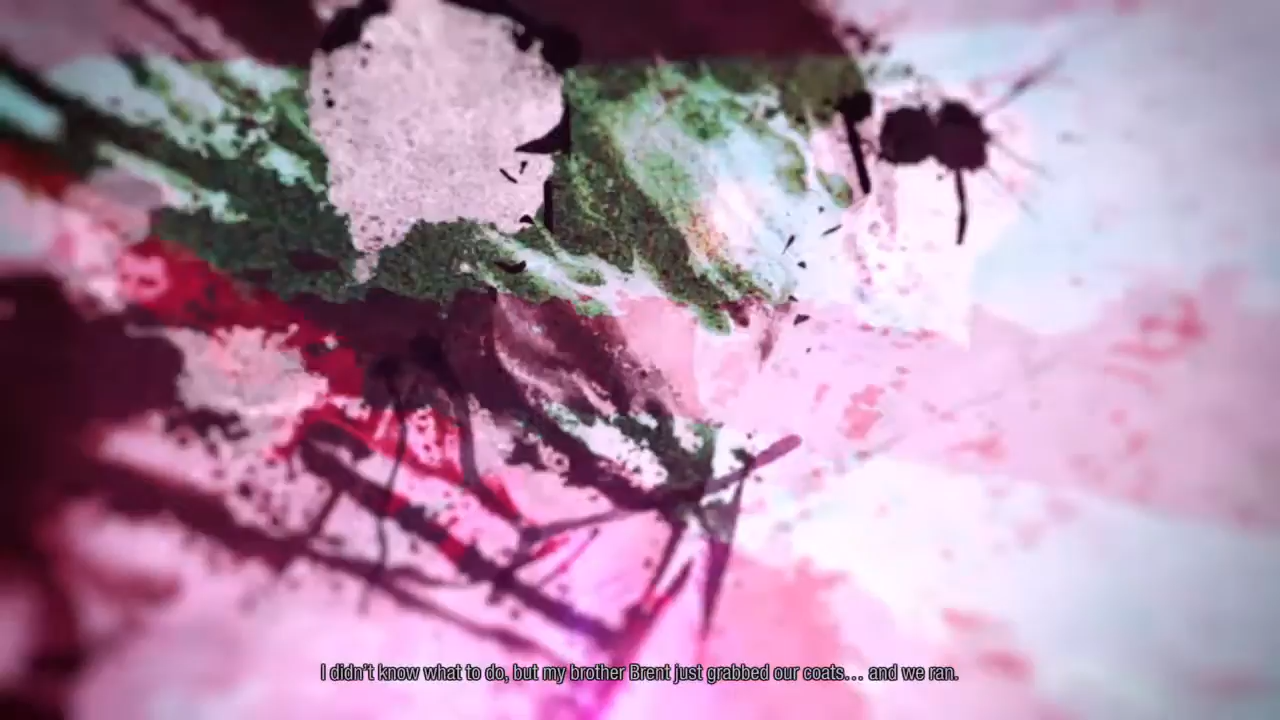 I didn't know what to do, but my brother Brent just grabbed our coats… and we ran.